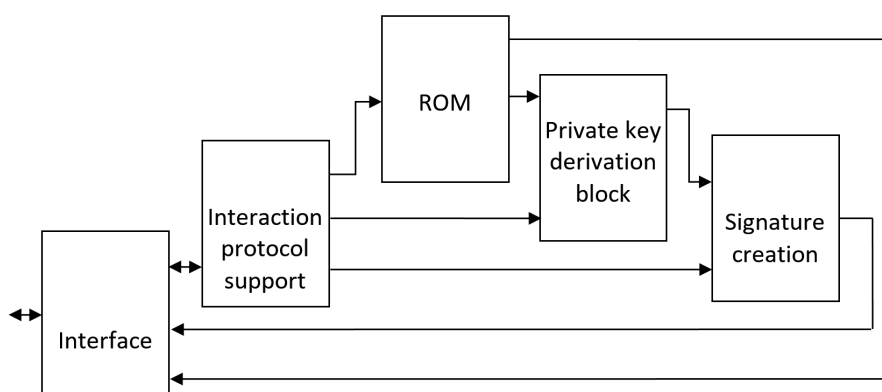 ROM
Private key
derivation
block
Interaction
protocol
support
Signature
creation
Interface